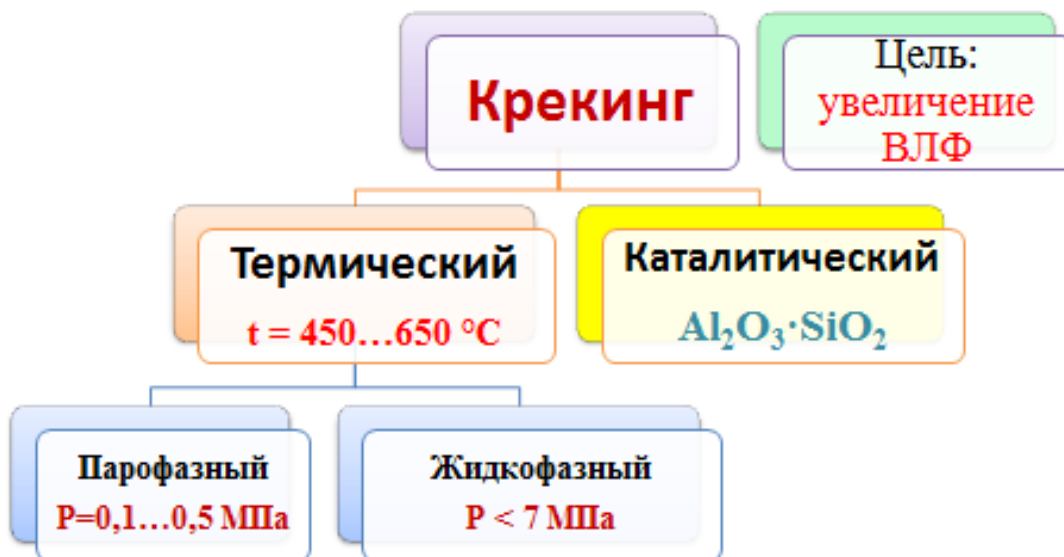 Крекинг
Цель:
увеличение
ВЛФ
Термический
t = 450…650 °C
Каталитический
Al₂O₃·SiO₂
Парофазный
P=0,1…0,5 МПа
Жидкофазный
P < 7 МПа